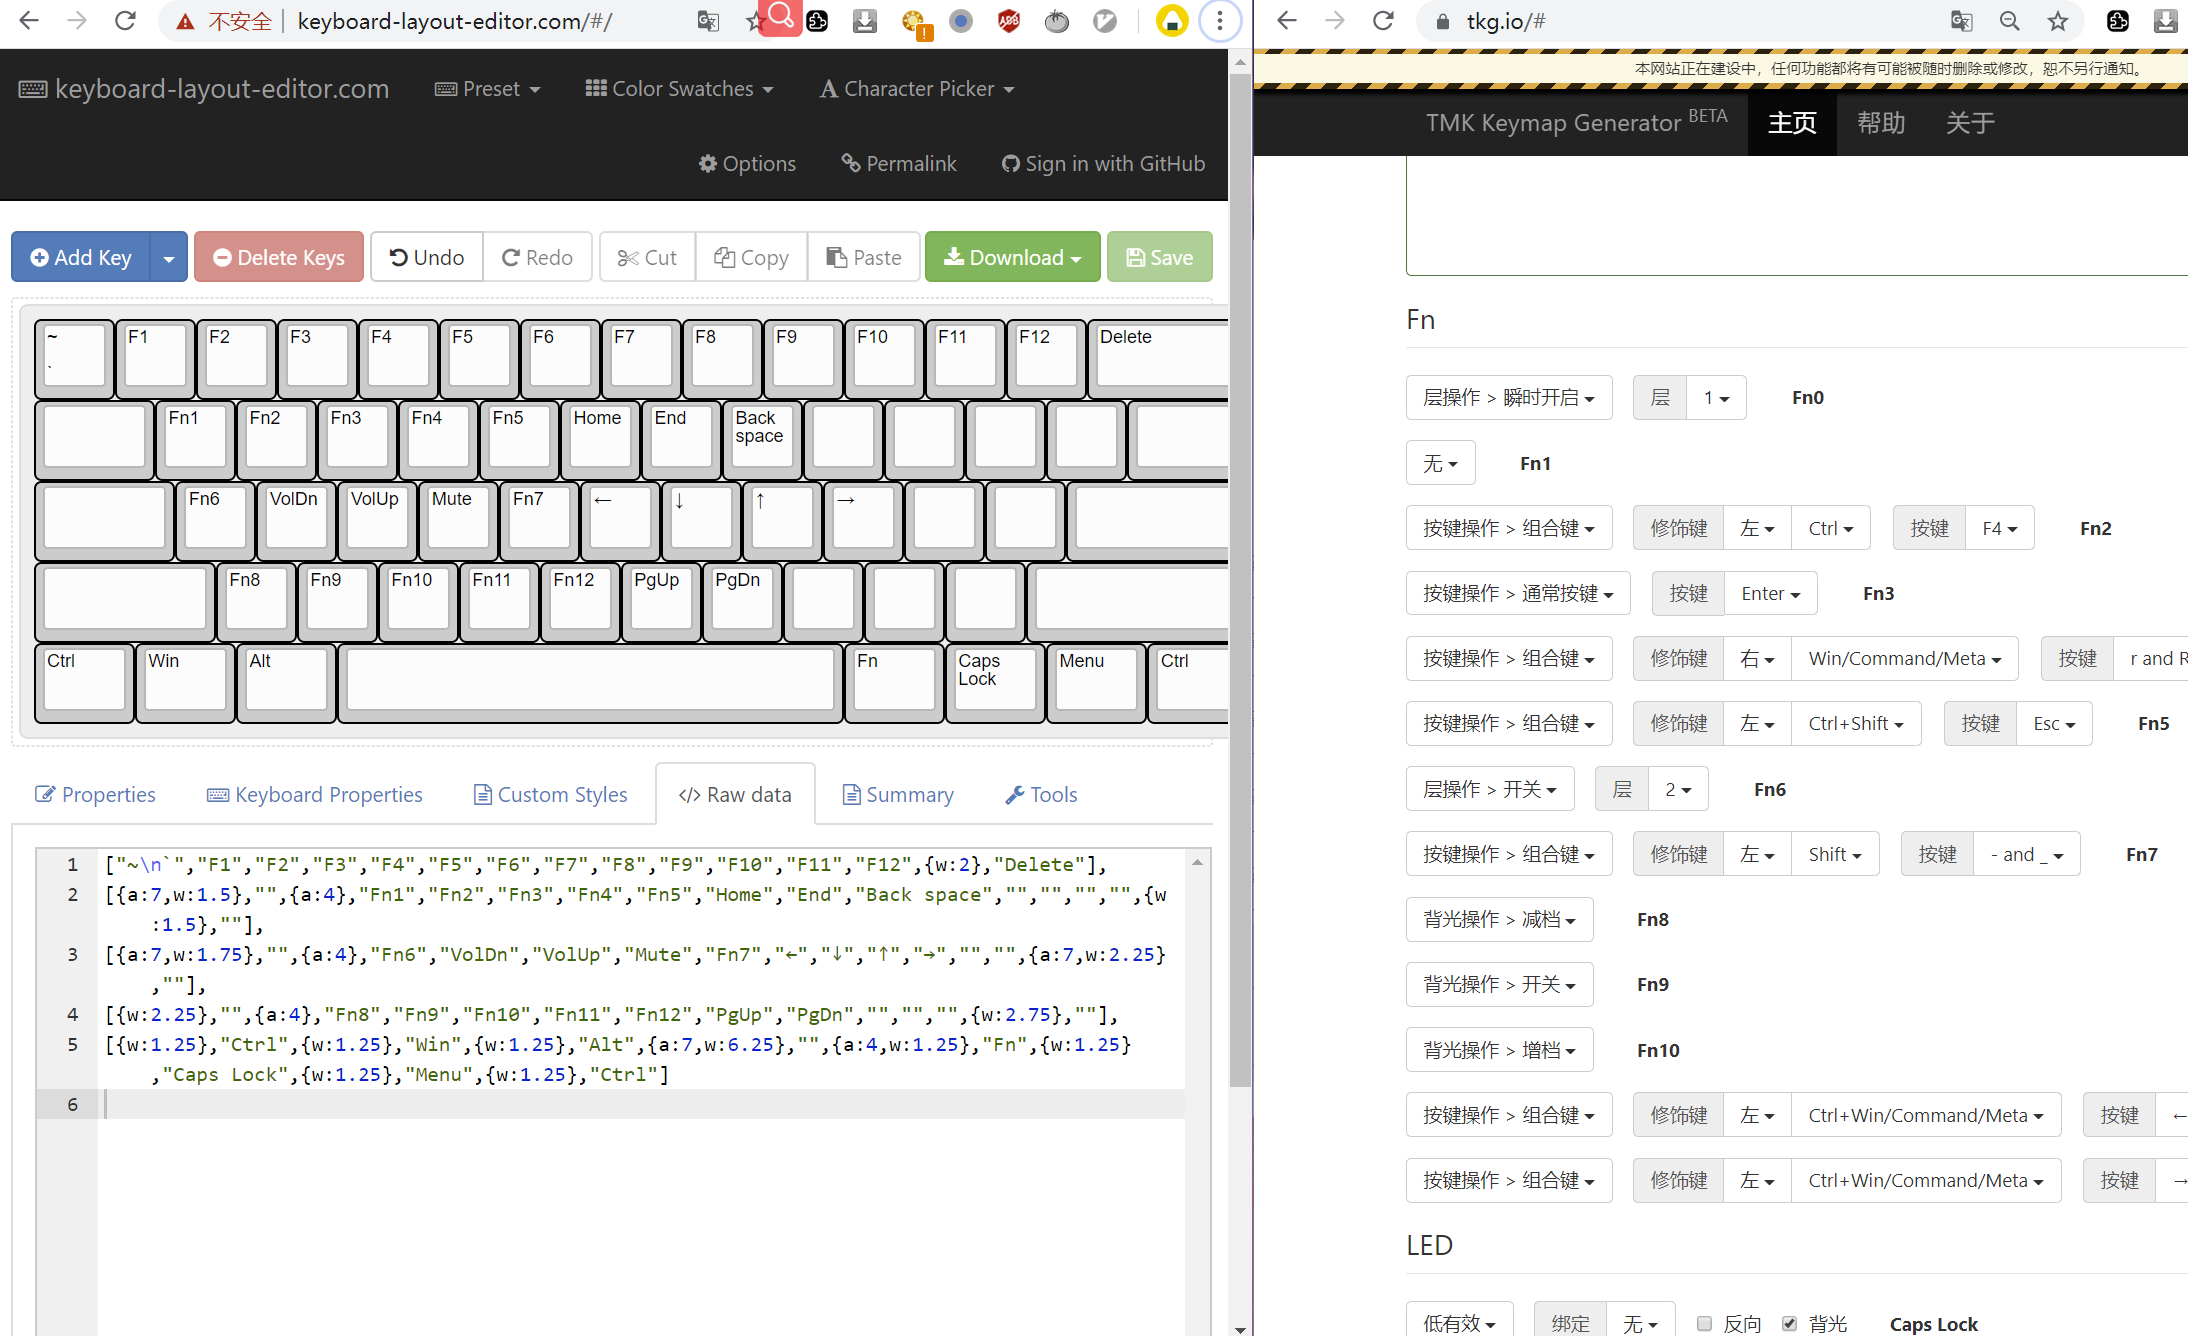 不安全 keyboard-layout-editor.com/#/
keyboard-layout-editor.com Preset Color Swatches Character Picker
Options Permalink Sign in with GitHub
Add Key Delete Keys Undo Redo Cut Copy Paste Download Save
~ F1 F2 F3 F4 F5 F6 F7 F8 F9 F10 F11 F12 Delete
`
Fn1 Fn2 Fn3 Fn4 Fn5 Home End Back
space
Fn6 VolDn VolUp Mute Fn7 ← ↓ ↑ →
Fn8 Fn9 Fn10 Fn11 Fn12 PgUp PgDn
Ctrl Win Alt Fn Caps Menu Ctrl
Lock
Properties Keyboard Properties Custom Styles </> Raw data Summary Tools
1 ["~\n`","F1","F2","F3","F4","F5","F6","F7","F8","F9","F10","F11","F12",{w:2},"Delete"],
2 [{a:7,w:1.5},"",{a:4},"Fn1","Fn2","Fn3","Fn4","Fn5","Home","End","Back space","","","","",{w
:1.5},""],
3 [{a:7,w:1.75},"",{a:4},"Fn6","VolDn","VolUp","Mute","Fn7","←","↓","↑","→","","",{a:7,w:2.25}
,""],
4 [{w:2.25},"",{a:4},"Fn8","Fn9","Fn10","Fn11","Fn12","PgUp","PgDn","","","",{w:2.75},""],
5 [{w:1.25},"Ctrl",{w:1.25},"Win",{w:1.25},"Alt",{a:7,w:6.25},"",{a:4,w:1.25},"Fn",{w:1.25}
,"Caps Lock",{w:1.25},"Menu",{w:1.25},"Ctrl"]
6
tkg.io/#
本网站正在建设中，任何功能都将有可能被随时删除或修改，恕不另行通知。
TMK Keymap Generator BETA 主页 帮助 关于
Fn
层操作 > 瞬时开启 层 1 Fn0
无 Fn1
按键操作 > 组合键 修饰键 左 Ctrl 按键 F4 Fn2
按键操作 > 通常按键 按键 Enter Fn3
按键操作 > 组合键 修饰键 右 Win/Command/Meta 按键 r and R
按键操作 > 组合键 修饰键 左 Ctrl+Shift 按键 Esc Fn5
层操作 > 开关 层 2 Fn6
按键操作 > 组合键 修饰键 左 Shift 按键 - and _ Fn7
背光操作 > 减档 Fn8
背光操作 > 开关 Fn9
背光操作 > 增档 Fn10
按键操作 > 组合键 修饰键 左 Ctrl+Win/Command/Meta 按键 ←
按键操作 > 组合键 修饰键 左 Ctrl+Win/Command/Meta 按键 →
LED
低有效 绑定 无 反向 背光 Caps Lock